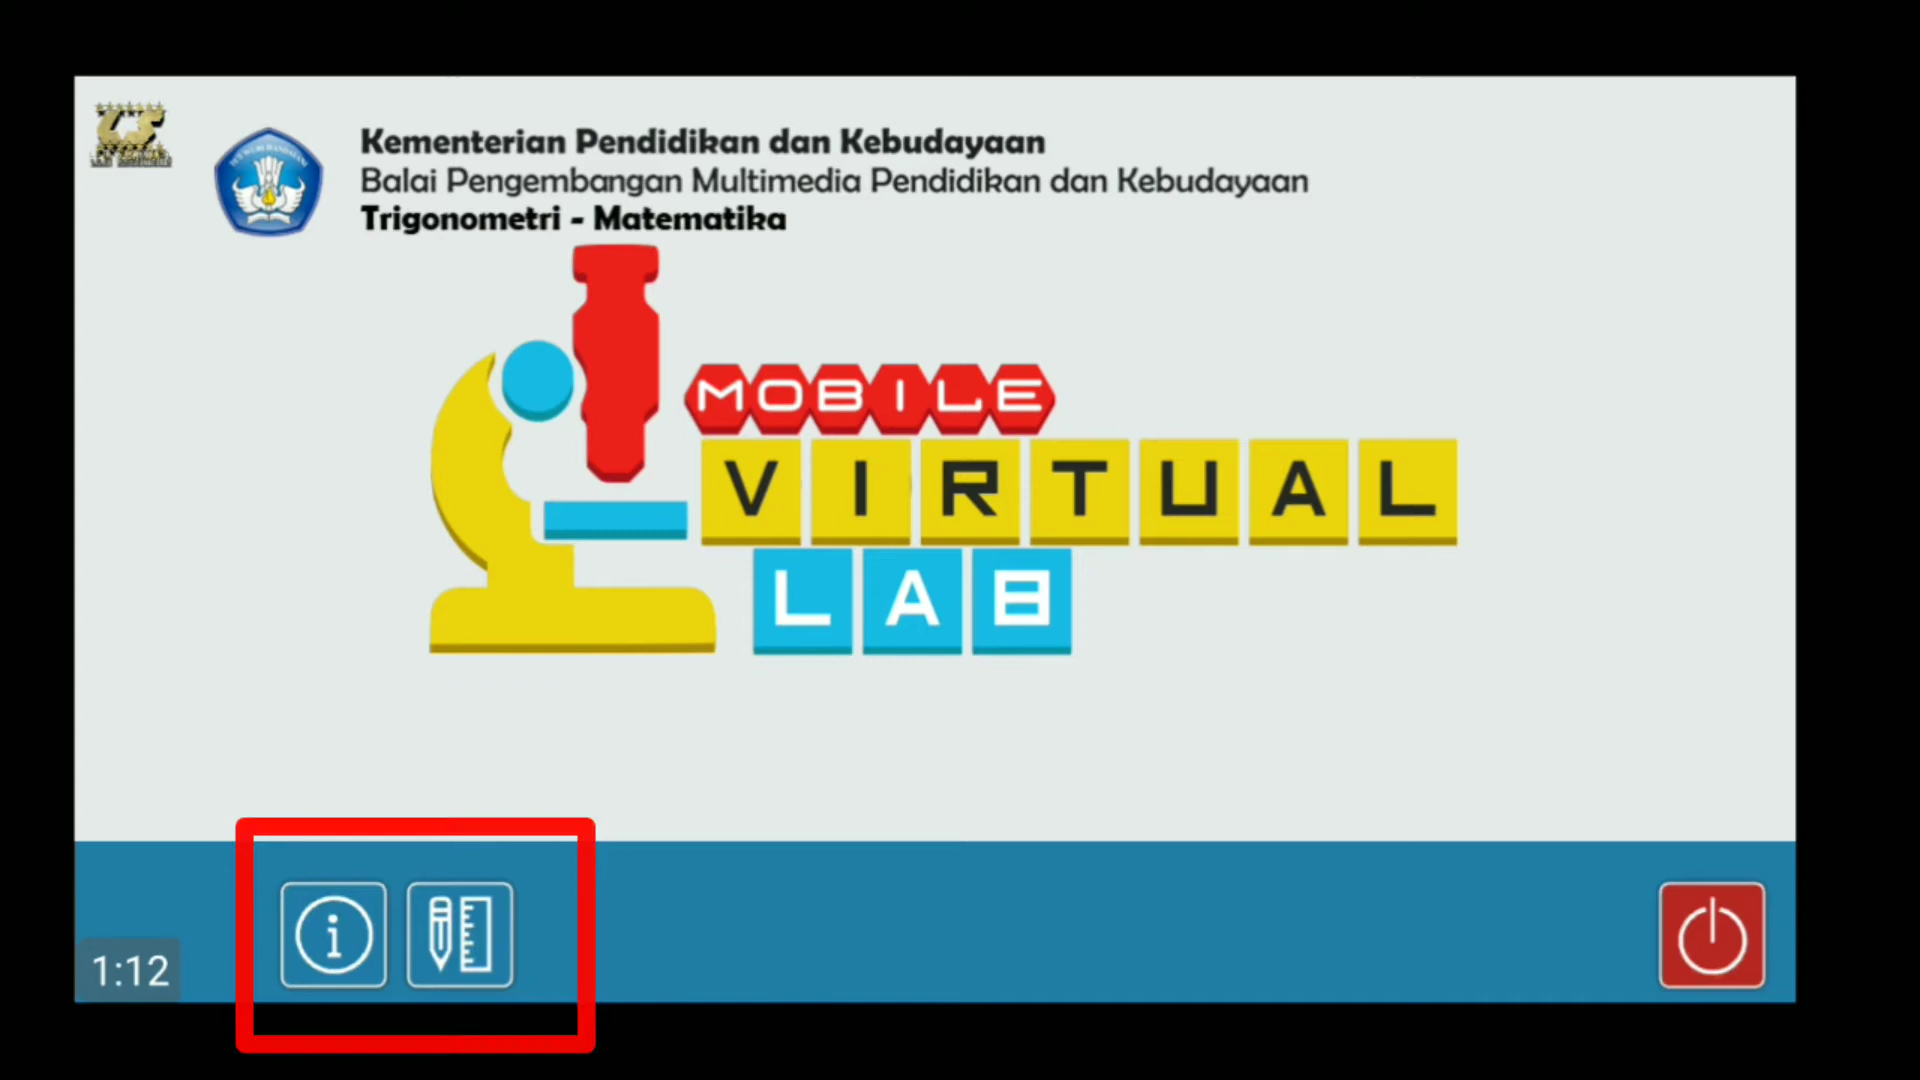 Kementerian Pendidikan dan Kebudayaan
Balai Pengembangan Multimedia Pendidikan dan Kebudayaan
Trigonometri - Matematika
MOBILE
VIRTUAL
LAB
i
1:12